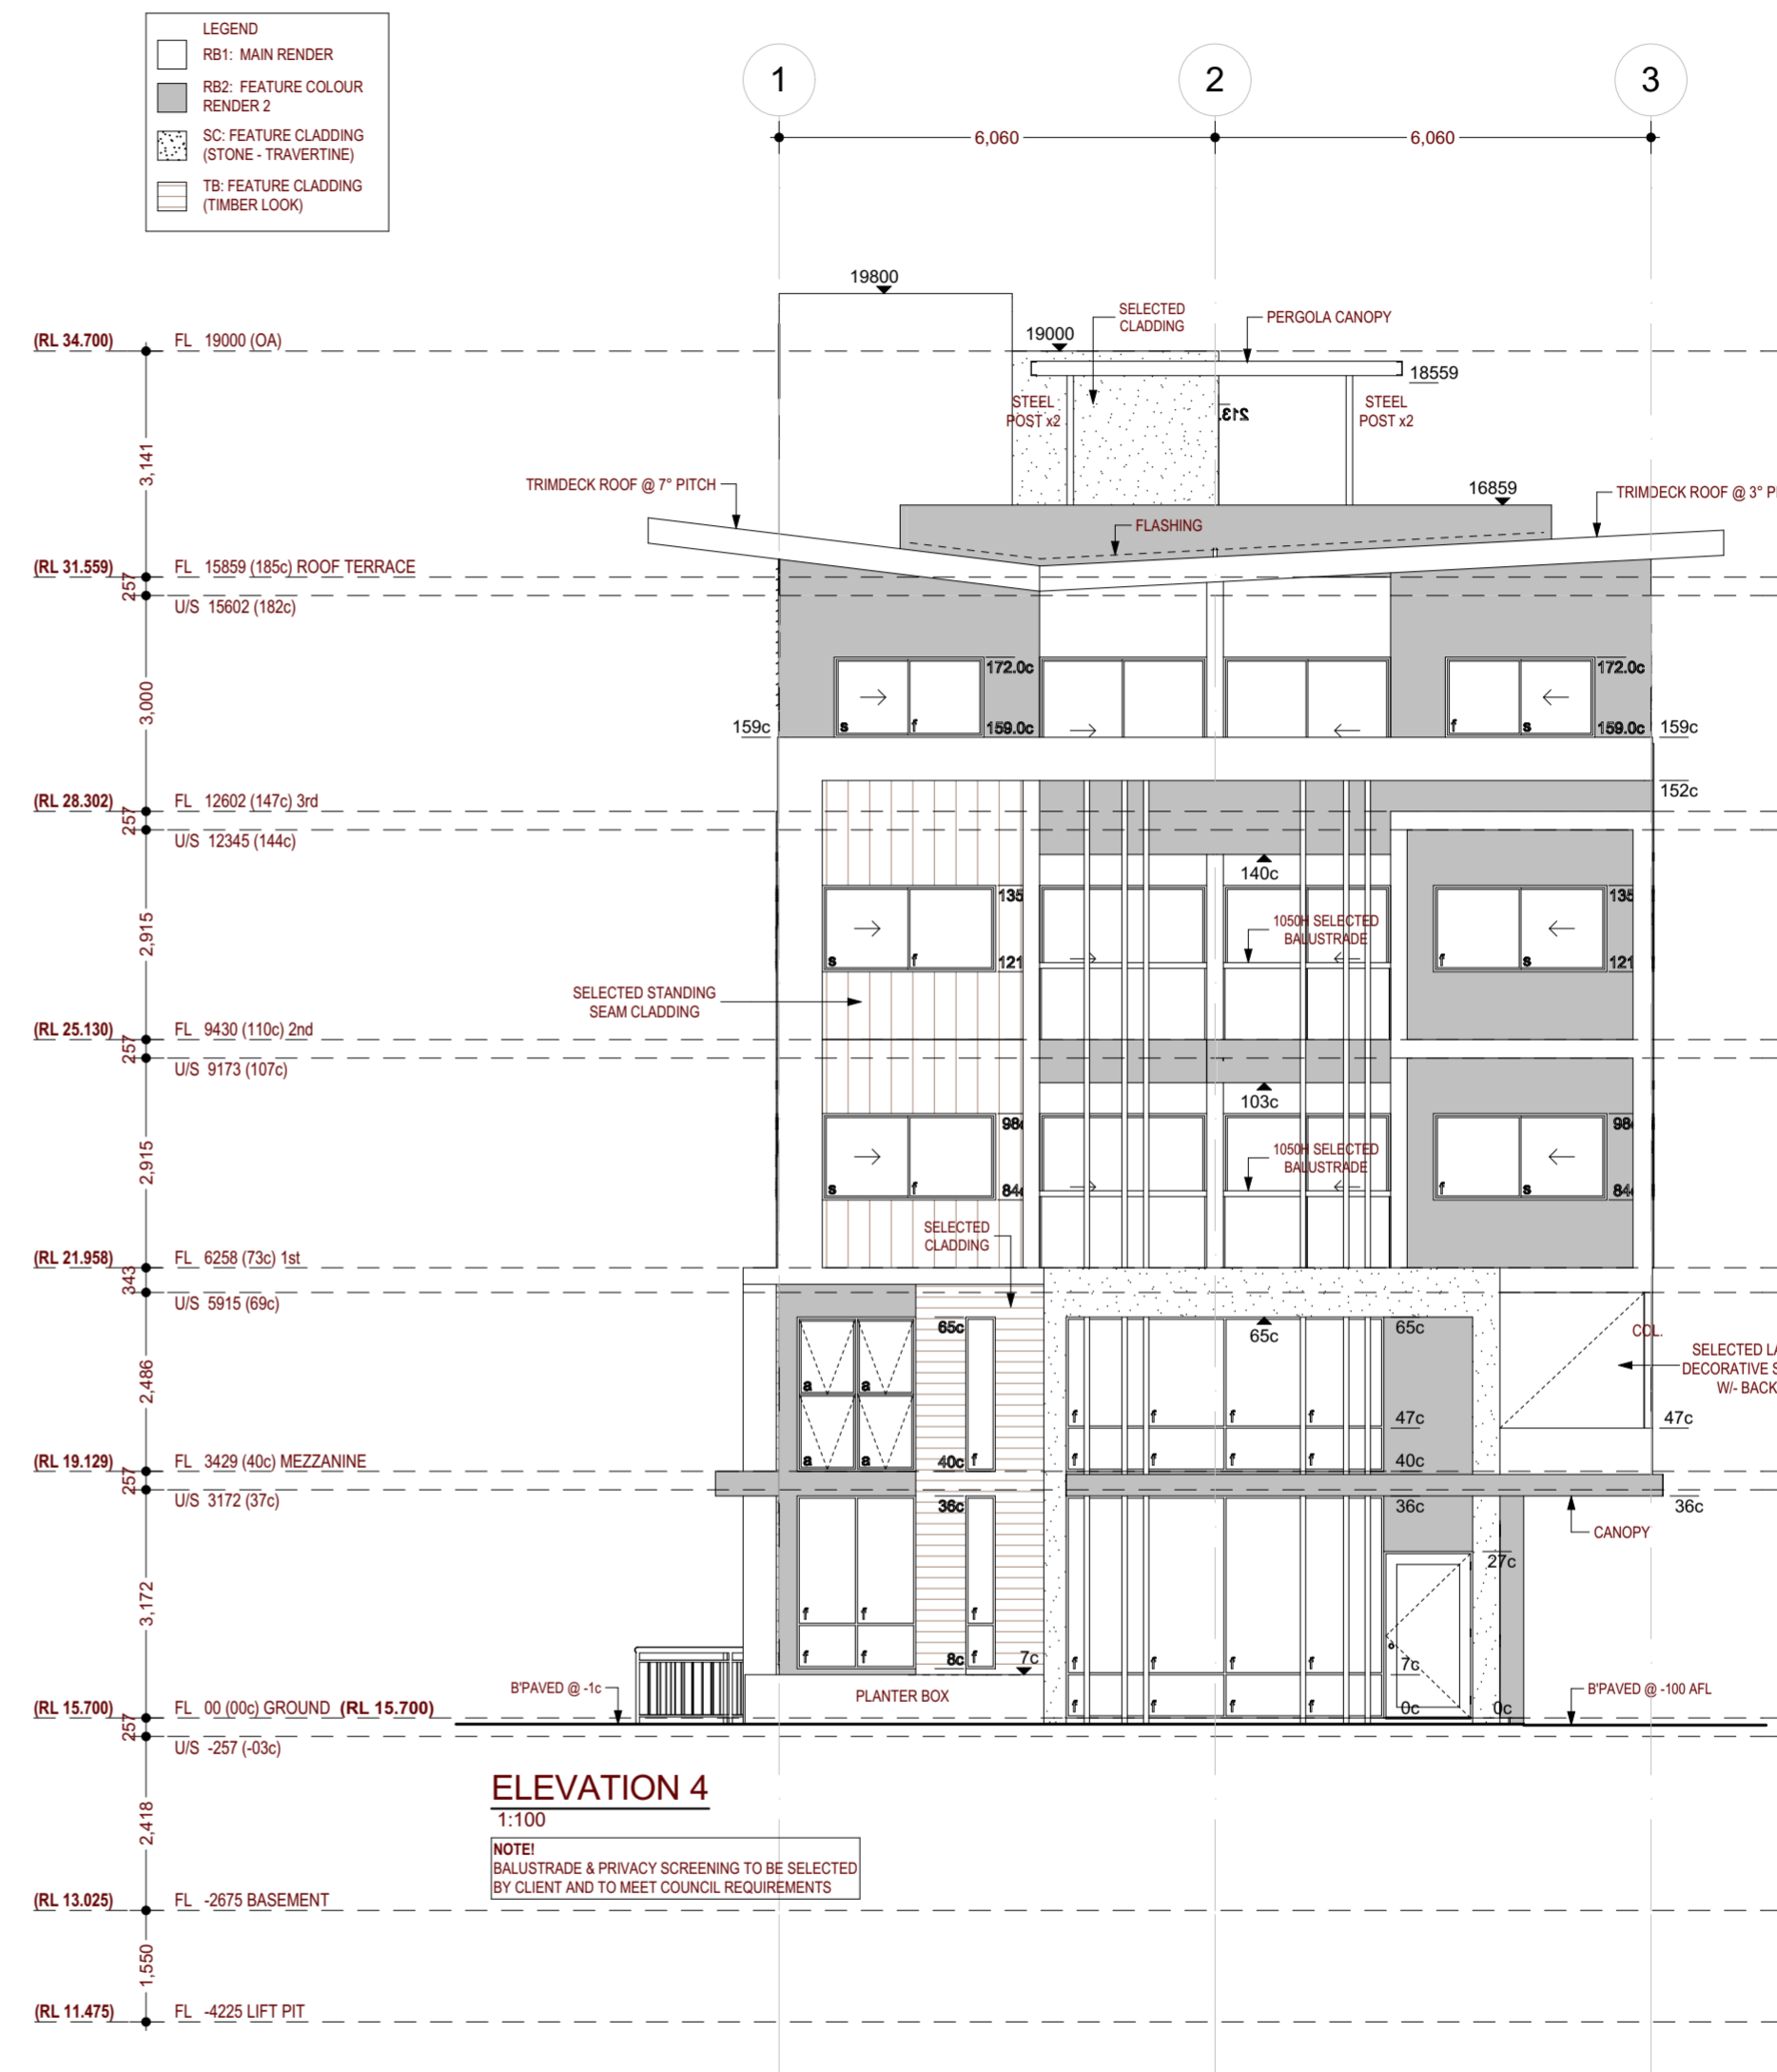 LEGEND
RB1: MAIN RENDER
RB2: FEATURE COLOUR
RENDER 2
SC: FEATURE CLADDING
(STONE - TRAVERTINE)
TB: FEATURE CLADDING
(TIMBER LOOK)
1
2
3
6,060
6,060
19800
(RL 34.700)
FL 19000 (OA)
19000
SELECTED
CLADDING
PERGOLA CANOPY
18559
STEEL
POST x2
213.
STEEL
POST x2
3,141
TRIMDECK ROOF @ 7° PITCH
16859
TRIMDECK ROOF @ 3° P
FLASHING
(RL 31.559)
FL 15859 (185c) ROOF TERRACE
257
U/S 15602 (182c)
3,000
172.0c
172.0c
159c
159.0c
159.0c
159c
152c
(RL 28.302)
FL 12602 (147c) 3rd
257
U/S 12345 (144c)
140c
2,915
135
135
s
f
f
s
s
f
f
s
1050H SELECTED
BALUSTRADE
121
121
SELECTED STANDING
SEAM CLADDING
(RL 25.130)
FL 9430 (110c) 2nd
257
U/S 9173 (107c)
103c
2,915
98c
98c
1050H SELECTED
BALUSTRADE
s
f
84c
f
s
84c
SELECTED
CLADDING
(RL 21.958)
FL 6258 (73c) 1st
343
U/S 5915 (69c)
65c
65c
65c
COL.
SELECTED LA
DECORATIVE S
W/- BACK
2,486
a
a
f
f
f
f
47c
47c
a
a
40c
f
f
f
f
f
40c
(RL 19.129)
FL 3429 (40c) MEZZANINE
257
U/S 3172 (37c)
36c
36c
36c
CANOPY
27c
3,172
f
f
f
f
f
8c
f
7c
f
f
f
f
7c
PLANTER BOX
B'PAVED @ -1c
B'PAVED @ -100 AFL
(RL 15.700)
FL 00 (00c) GROUND (RL 15.700)
f
f
f
f
0c
0c
257
U/S -257 (-03c)
ELEVATION 4
1:100
2,418
NOTE!
BALUSTRADE & PRIVACY SCREENING TO BE SELECTED
BY CLIENT AND TO MEET COUNCIL REQUIREMENTS
(RL 13.025)
FL -2675 BASEMENT
1,550
(RL 11.475)
FL -4225 LIFT PIT